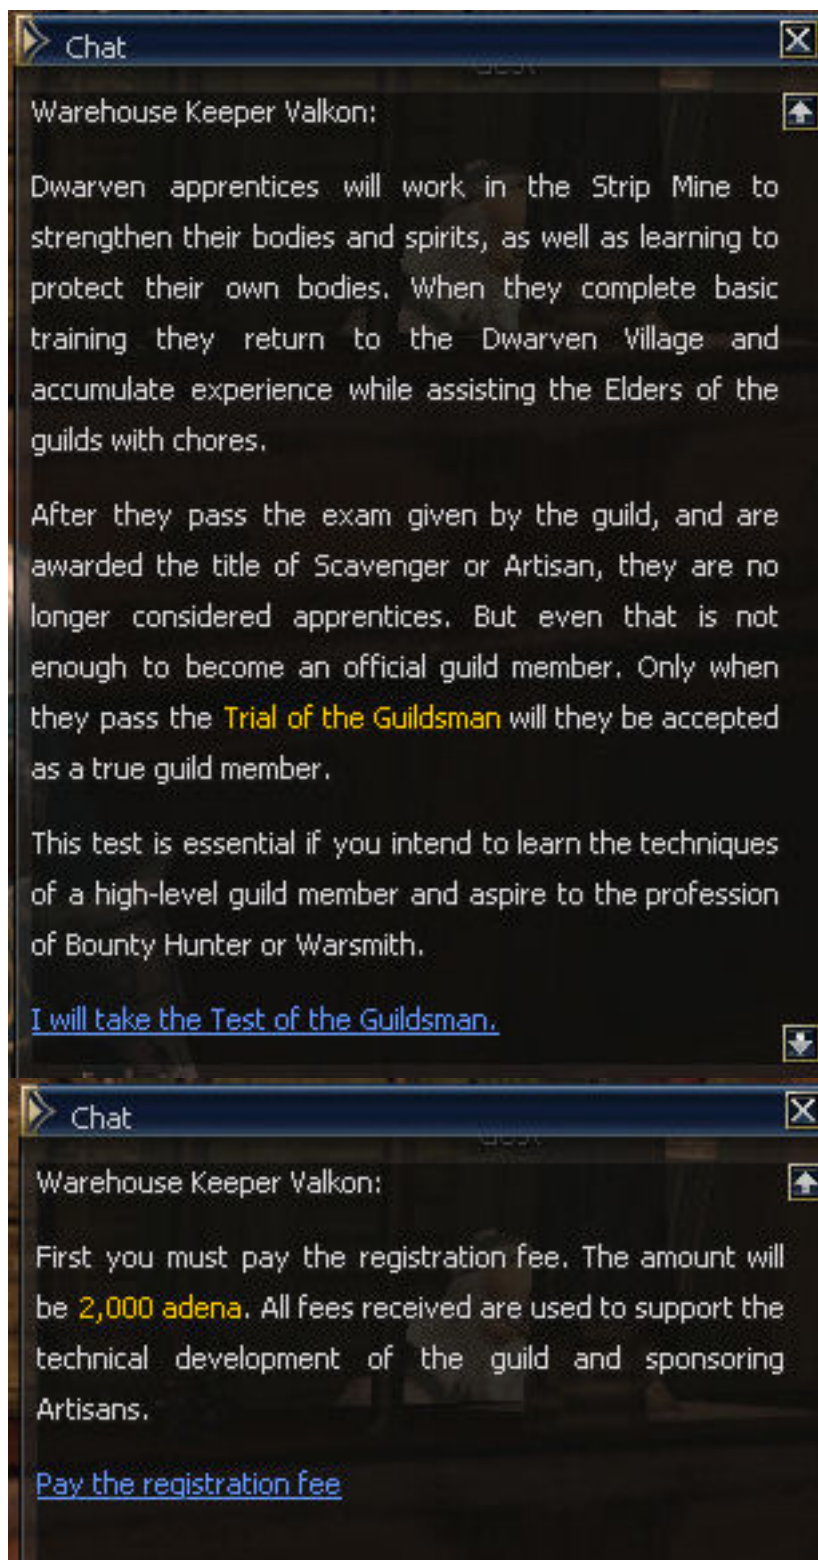 Chat
Warehouse Keeper Valkon:
Dwarven apprentices will work in the Strip Mine to
strengthen their bodies and spirits, as well as learning to
protect their own bodies. When they complete basic
training they return to the Dwarven Village and
accumulate experience while assisting the Elders of the
guilds with chores.
After they pass the exam given by the guild, and are
awarded the title of Scavenger or Artisan, they are no
longer considered apprentices. But even that is not
enough to become an official guild member. Only when
they pass the Trial of the Guildsman will they be accepted
as a true guild member.
This test is essential if you intend to learn the techniques
of a high-level guild member and aspire to the profession
of Bounty Hunter or Warsmith.
I will take the Test of the Guildsman.
Chat
Warehouse Keeper Valkon:
First you must pay the registration fee. The amount will
be 2,000 adena. All fees received are used to support the
technical development of the guild and sponsoring
Artisans.
Pay the registration fee